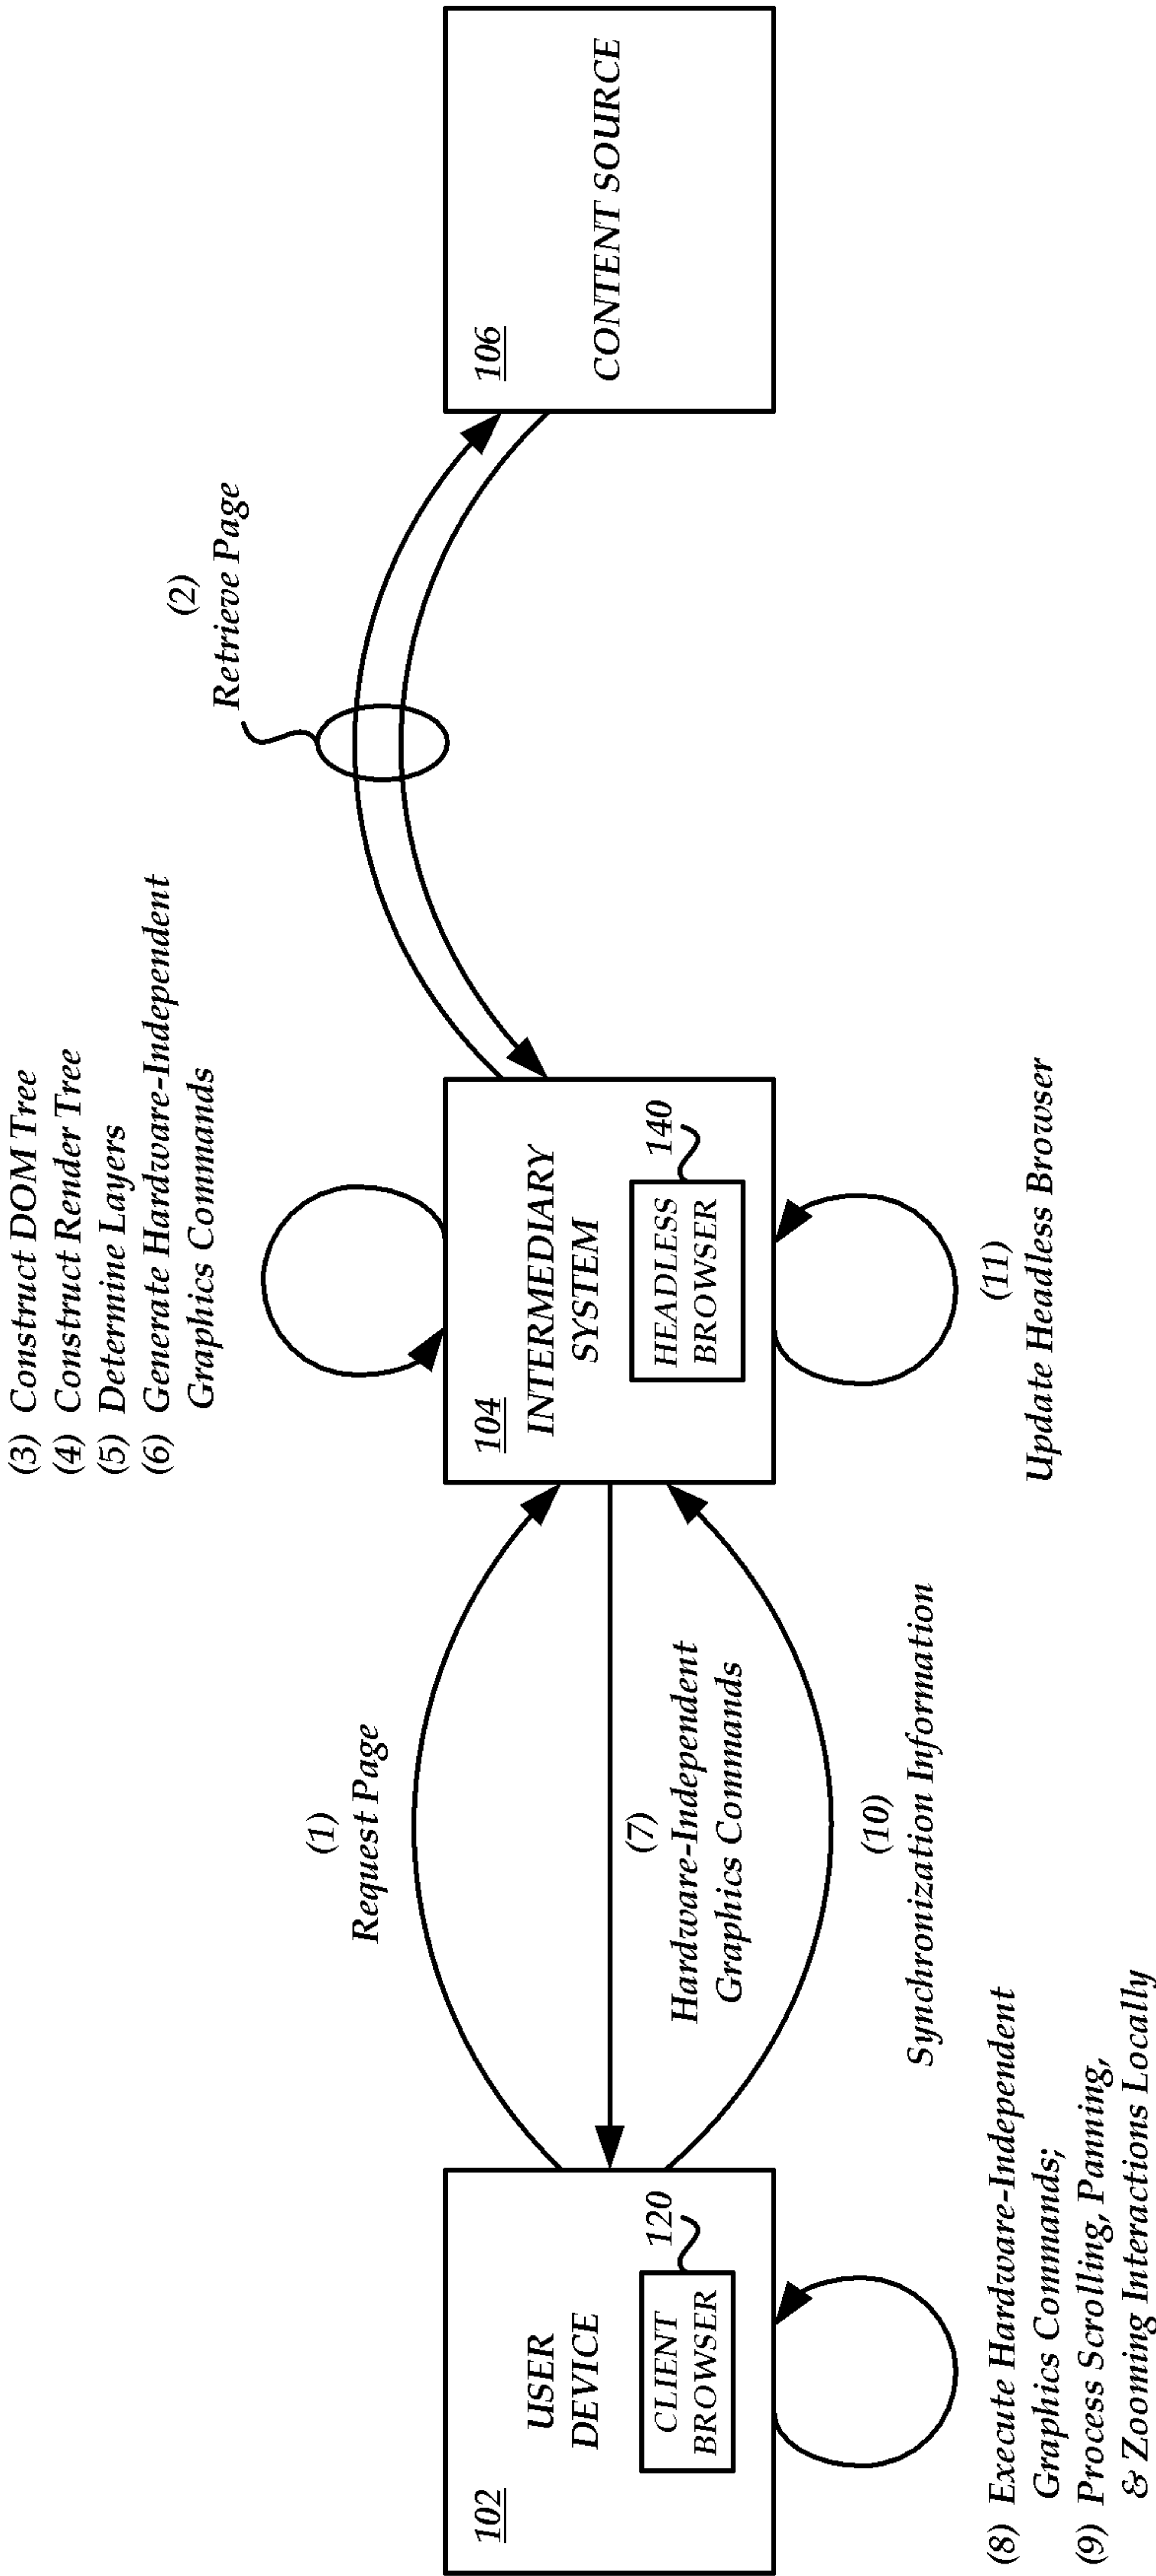 (3) Construct DOM Tree
(4) Construct Render Tree
(5) Determine Layers
(6) Generate Hardware-Independent
Graphics Commands
(2)
Retrieve Page
(1)
Request Page
102
USER
DEVICE
CLIENT
BROWSER
120
104
INTERMEDIARY
SYSTEM
HEADLESS
BROWSER
140
106
CONTENT SOURCE
(7)
Hardware-Independent
Graphics Commands
(10)
Synchronization Information
(11)
Update Headless Browser
(8) Execute Hardware-Independent
Graphics Commands;
(9) Process Scrolling, Panning,
& Zooming Interactions Locally